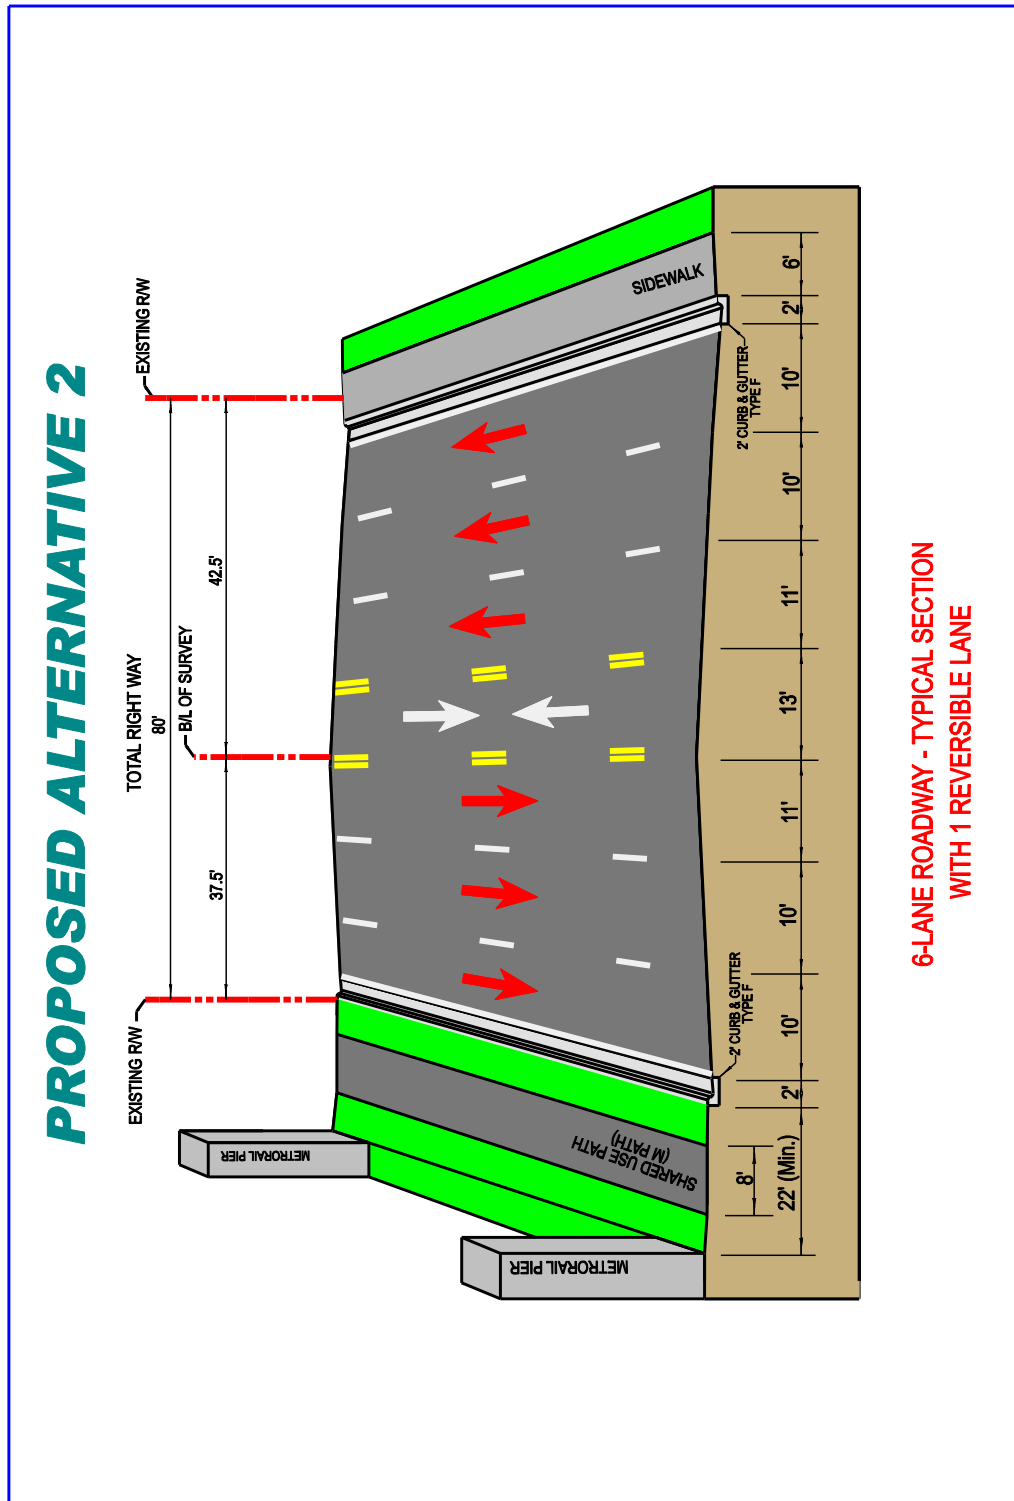 PROPOSED ALTERNATIVE 2
TOTAL RIGHT WAY
80'
EXISTING R/W
B/L OF SURVEY
EXISTING R/W
37.5'
42.5'
METRORAIL PIER
METRORAIL PIER
SHARED USE PATH
(M PATH)
SIDEWALK
2' CURB & GUTTER
TYPE F
2' CURB & GUTTER
TYPE F
8'
22' (Min.)
2'
10'
10'
11'
13'
11'
10'
10'
2'
6'
6-LANE ROADWAY - TYPICAL SECTION
WITH 1 REVERSIBLE LANE